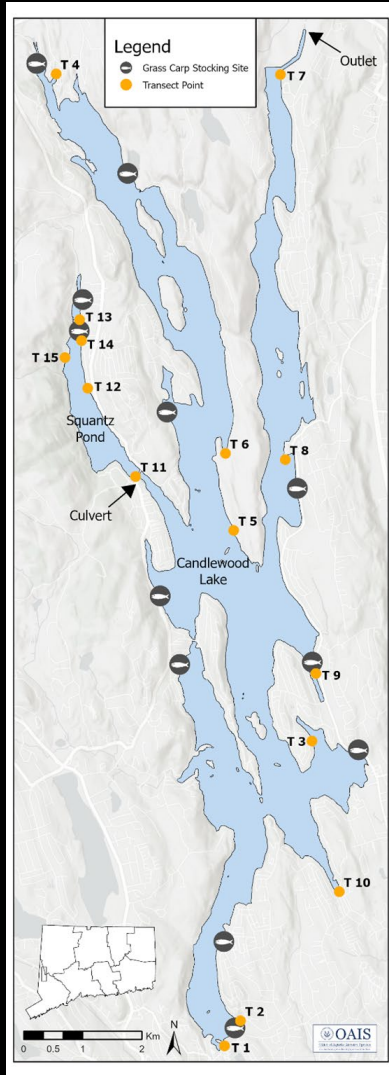 Legend
Grass Carp Stocking Site
Transect Point
Outlet
T 4
T 7
T 13
T 14
T 15
T 12
Squantz
Pond
T 6
T 8
T 11
Culvert
T 5
Candlewood
Lake
T 9
T 3
T 10
T 2
T 1
Km
0 0.5 1 2
N
OAIS